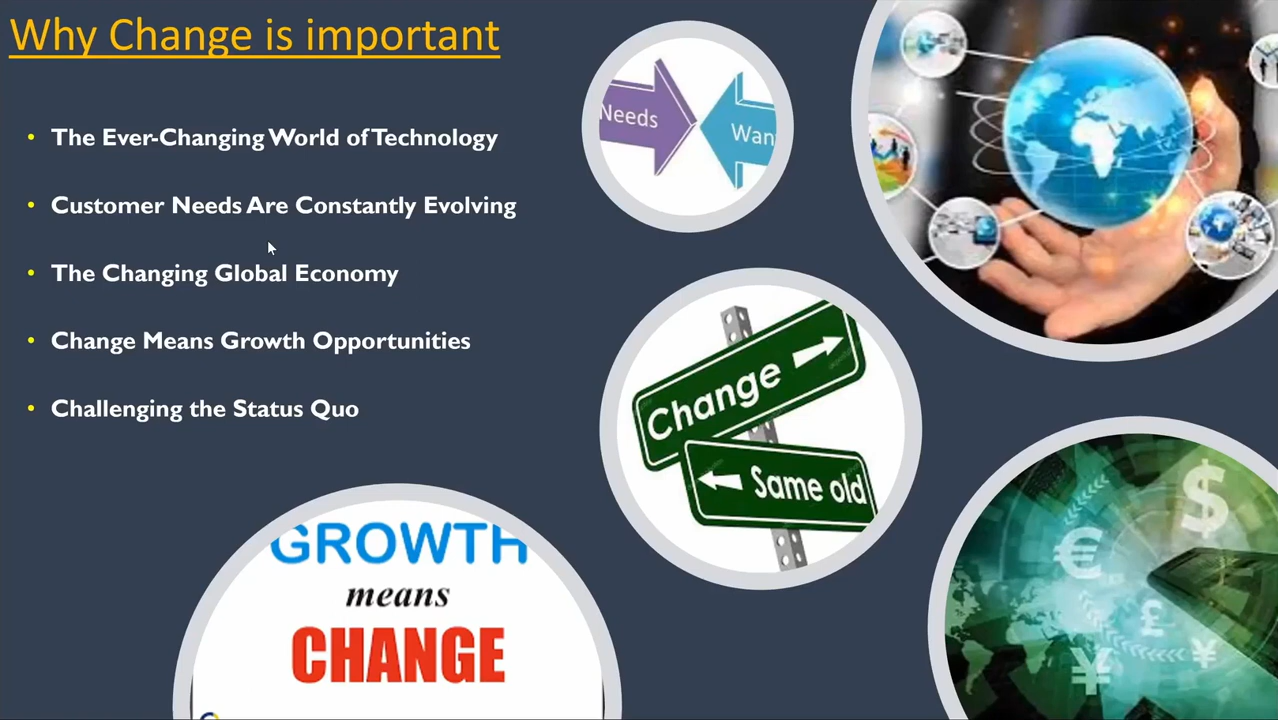 Why Change is important
• The Ever-Changing World of Technology
• Customer Needs Are Constantly Evolving
• The Changing Global Economy
• Change Means Growth Opportunities
• Challenging the Status Quo
Needs
Wan
Change
Same old
GROWTH
means
CHANGE
$
€
£
¥
¥